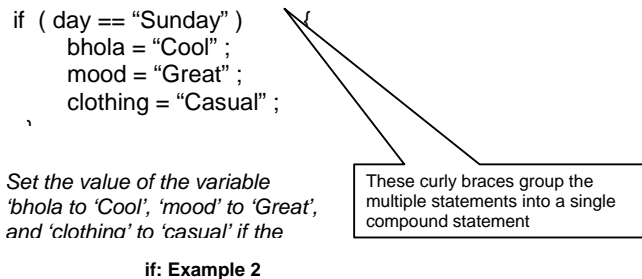 if ( day == “Sunday” ) {
bhola = “Cool” ;
mood = “Great” ;
clothing = “Casual” ;
}
Set the value of the variable
‘bhola to ‘Cool’, ‘mood’ to ‘Great’,
and ‘clothing’ to ‘casual’ if the
These curly braces group the
multiple statements into a single
compound statement
if: Example 2